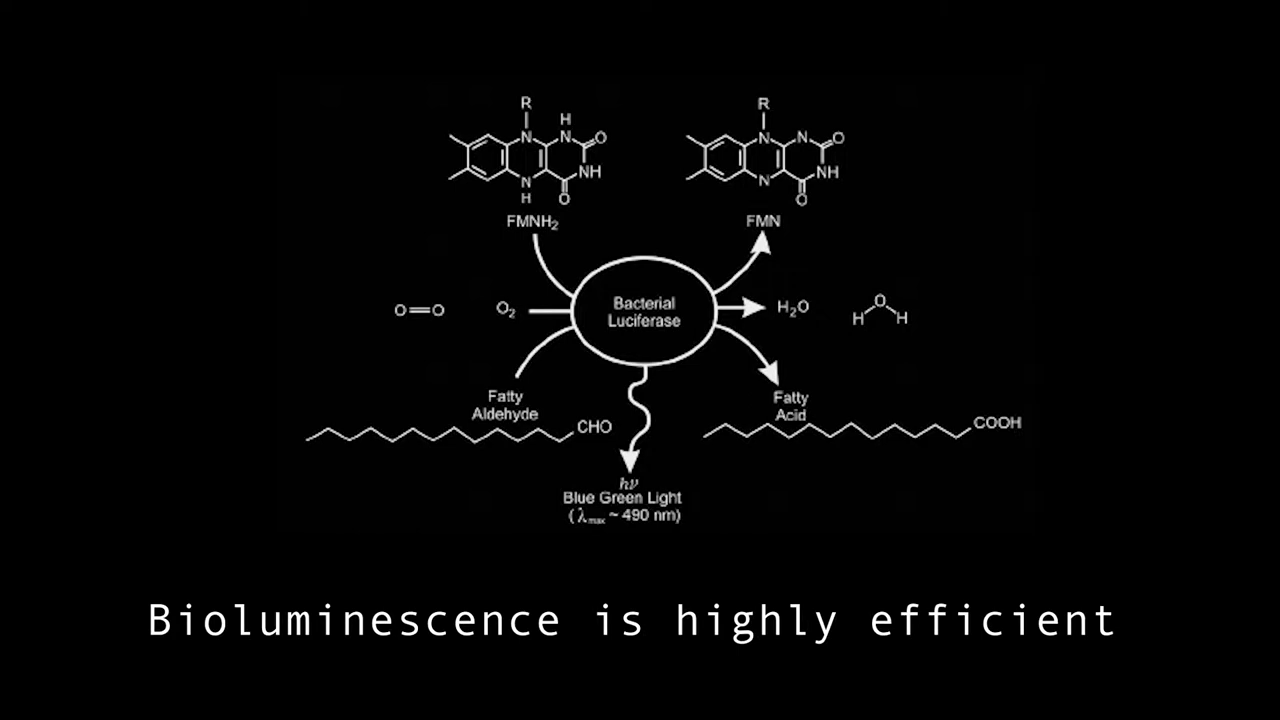 R
R
H
N
N
O
NH
N
H
O
N
N
O
NH
N
O
FMNH₂
FMN
O=O
O₂
Bacterial
Luciferase
H₂O
H O H
Fatty
Aldehyde
CHO
Fatty
Acid
COOH
hν
Blue Green Light
(λmax ~ 490 nm)
Bioluminescence is highly efficient